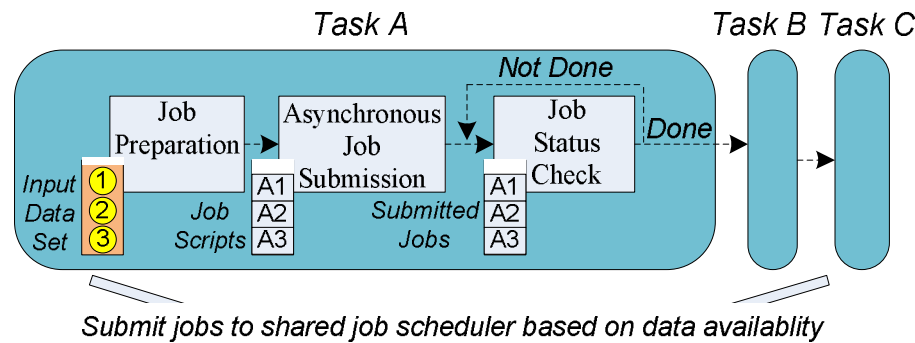 Task A
Task B
Task C
Not Done
Job
Preparation
Asynchronous
Job
Submission
Job
Status
Check
Done
Input
Data
Set
1
2
3
Job
Scripts
A1
A2
A3
Submitted
Jobs
A1
A2
A3
Submit jobs to shared job scheduler based on data availablity